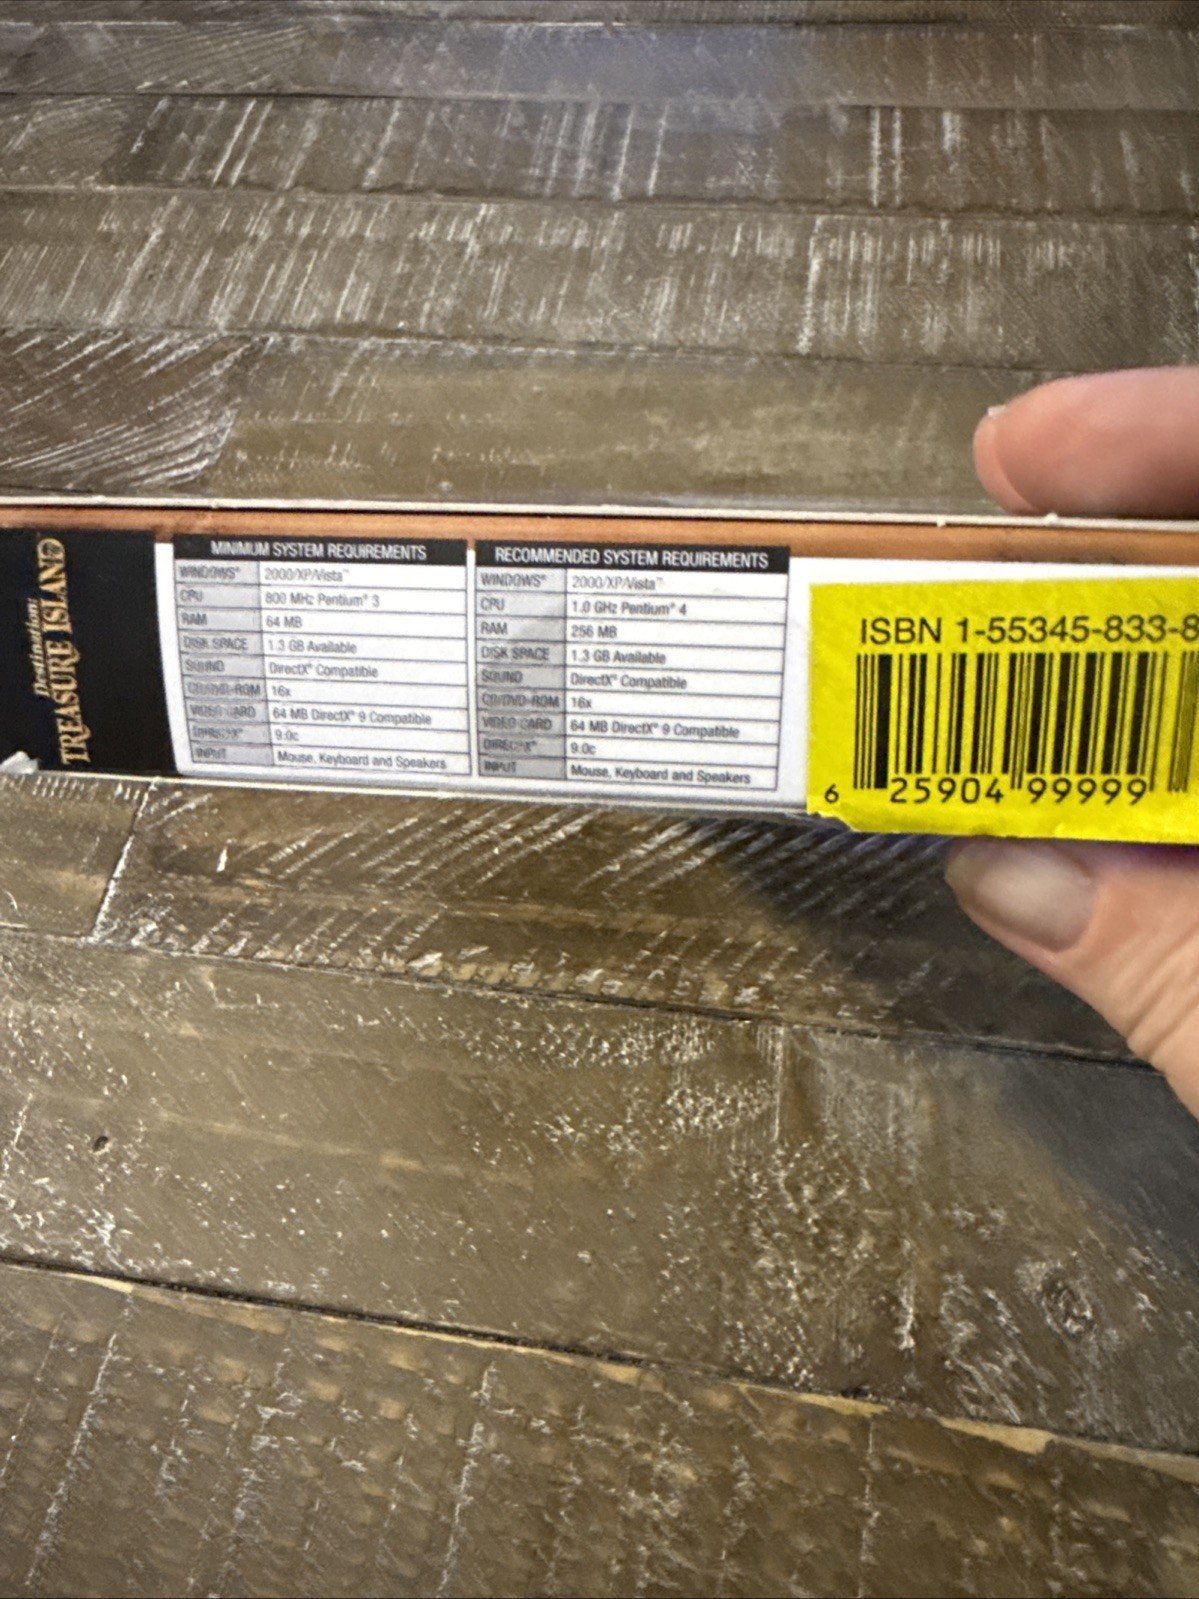 Destination:
TREASURE ISLAND
MINIMUM SYSTEM REQUIREMENTS
WINDOWS® 2000/XP/Vista™
CPU 800 MHz Pentium® 3
RAM 64 MB
DISK SPACE 1.3 GB Available
SOUND DirectX® Compatible
CD/DVD-ROM 16x
VIDEO CARD 64 MB DirectX® 9 Compatible
DIRECTX® 9.0c
INPUT Mouse, Keyboard and Speakers
RECOMMENDED SYSTEM REQUIREMENTS
WINDOWS® 2000/XP/Vista™
CPU 1.0 GHz Pentium® 4
RAM 256 MB
DISK SPACE 1.3 GB Available
SOUND DirectX® Compatible
CD/DVD-ROM 16x
VIDEO CARD 64 MB DirectX® 9 Compatible
DIRECTX® 9.0c
INPUT Mouse, Keyboard and Speakers
ISBN 1-55345-833-8
6 25904 99999